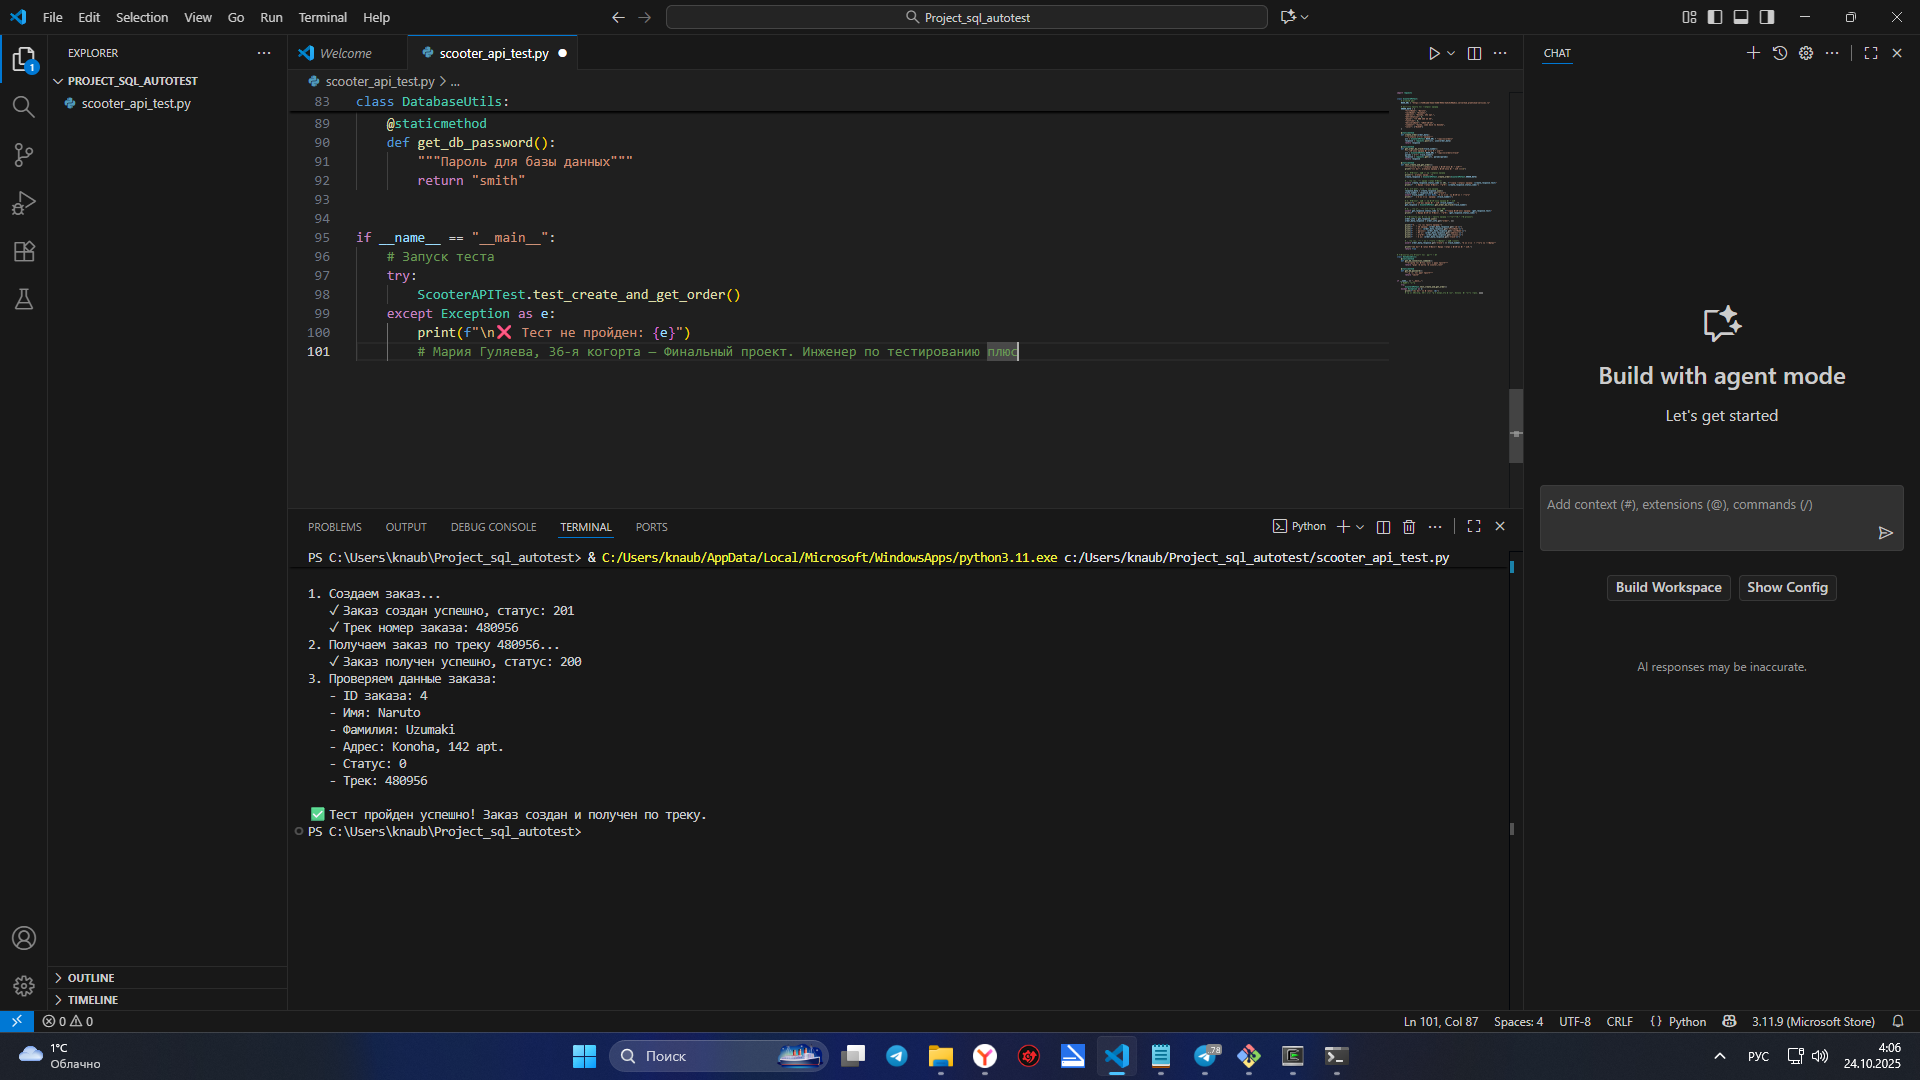 File Edit Selection View Go Run Terminal Help
Project_sql_autotest
EXPLORER
PROJECT_SQL_AUTOTEST
scooter_api_test.py
OUTLINE
TIMELINE
1
Welcome
scooter_api_test.py
scooter_api_test.py > ...
83 class DatabaseUtils:
89 @staticmethod
90 def get_db_password():
91 """Пароль для базы данных"""
92 return "smith"
93
94
95 if __name__ == "__main__":
96 # Запуск теста
97 try:
98 ScooterAPITest.test_create_and_get_order()
99 except Exception as e:
100 print(f"\n❌ Тест не пройден: {e}")
101 # Мария Гуляева, 36-я когорта — Финальный проект. Инженер по тестированию плюс
PROBLEMS OUTPUT DEBUG CONSOLE TERMINAL PORTS
Python
PS C:\Users\knaub\Project_sql_autotest> & C:/Users/knaub/AppData/Local/Microsoft/WindowsApps/python3.11.exe c:/Users/knaub/Project_sql_autotest/scooter_api_test.py
1. Создаем заказ...
✓ Заказ создан успешно, статус: 201
✓ Трек номер заказа: 480956
2. Получаем заказ по треку 480956...
✓ Заказ получен успешно, статус: 200
3. Проверяем данные заказа:
- ID заказа: 4
- Имя: Naruto
- Фамилия: Uzumaki
- Адрес: Konoha, 142 apt.
- Статус: 0
- Трек: 480956
✅ Тест пройден успешно! Заказ создан и получен по треку.
PS C:\Users\knaub\Project_sql_autotest>
CHAT
Build with agent mode
Let's get started
Add context (#), extensions (@), commands (/)
Build Workspace Show Config
AI responses may be inaccurate.
0 0
Ln 101, Col 87 Spaces: 4 UTF-8 CRLF {} Python 3.11.9 (Microsoft Store)
1°C
Облачно
Поиск
78
РУС
4:06
24.10.2025